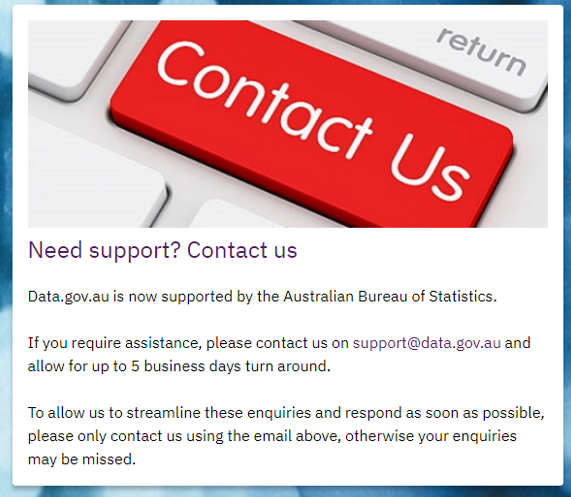 return
Contact Us
Need support? Contact us
Data.gov.au is now supported by the Australian Bureau of Statistics.
If you require assistance, please contact us on support@data.gov.au and
allow for up to 5 business days turn around.
To allow us to streamline these enquiries and respond as soon as possible,
please only contact us using the email above, otherwise your enquiries
may be missed.